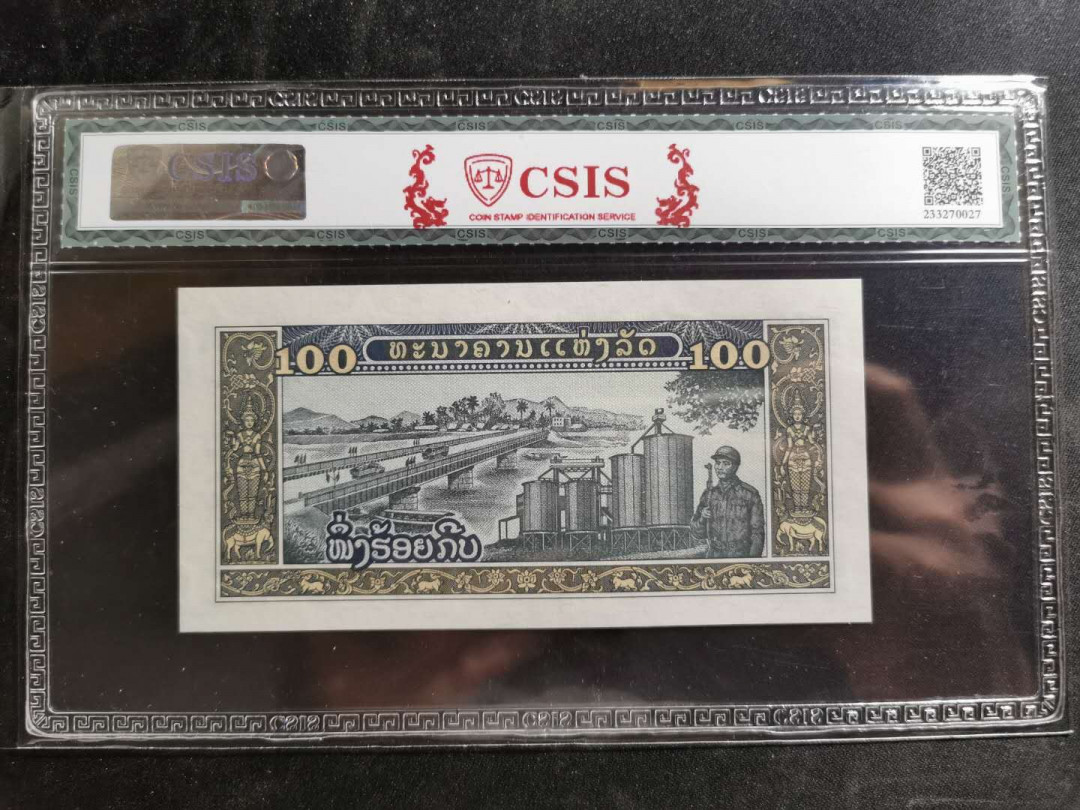 CSIS
CSIS
COIN STAMP IDENTIFICATION SERVICE
233270027
100 ທະນາຄານແຫ່ງລັດ 100
ໜຶ່ງຮ້ອຍກີບ